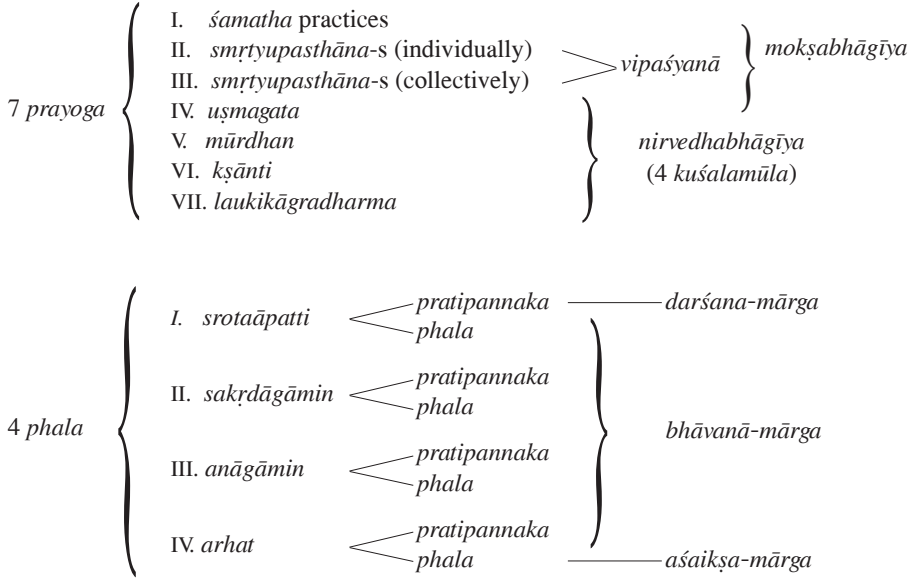 I. śamatha practices
II. smṛtyupasthāna-s (individually)
III. smṛtyupasthāna-s (collectively)
IV. uṣmagata
V. mūrdhan
VI. kṣānti
VII. laukikāgradharma
7 prayoga
vipaśyanā
mokṣabhāgīya
nirvedhabhāgīya
(4 kuśalamūla)
4 phala
I. srotaāpatti
pratipannaka
phala
darśana-mārga
II. sakṛdāgāmin
pratipannaka
phala
III. anāgāmin
pratipannaka
phala
bhāvanā-mārga
IV. arhat
pratipannaka
phala
aśaikṣa-mārga